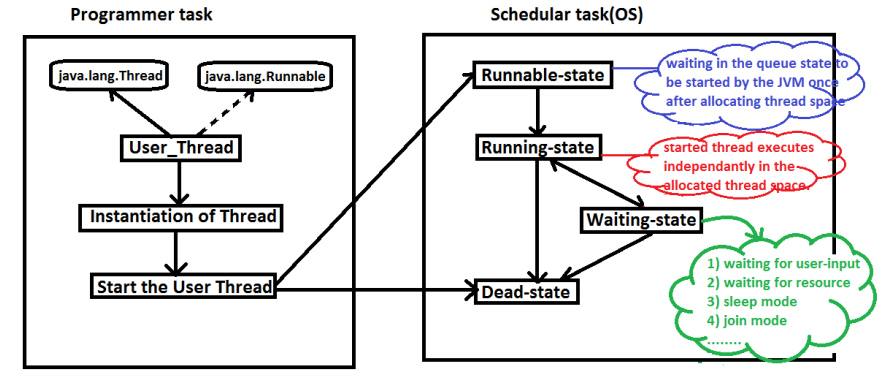 Programmer task
Schedular task(OS)
java.lang.Thread
java.lang.Runnable
User_Thread
Instantiation of Thread
Start the User Thread
Runnable-state
waiting in the queue state to
be started by the JVM once
after allocating thread space
Running-state
started thread executes
independantly in the
allocated thread space.
Waiting-state
Dead-state
1) waiting for user-input
2) waiting for resource
3) sleep mode
4) join mode
........